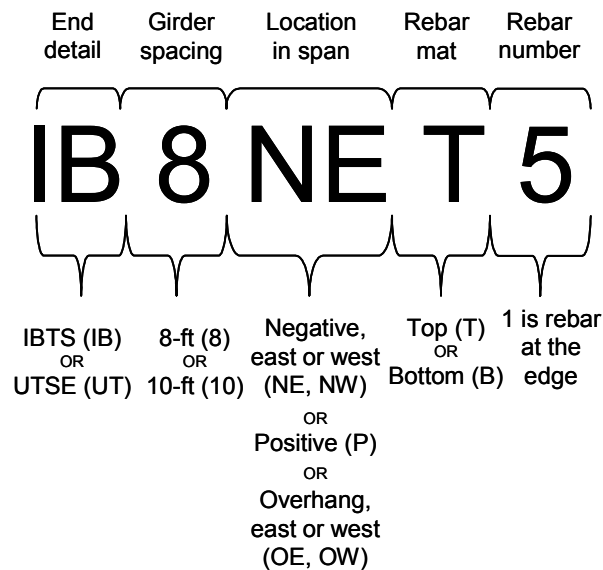 End detail
Girder spacing
Location in span
Rebar mat
Rebar number
IB 8 NE T 5
IBTS (IB)
OR
UTSE (UT)
8-ft (8)
OR
10-ft (10)
Negative,
east or west
(NE, NW)
OR
Positive (P)
OR
Overhang,
east or west
(OE, OW)
Top (T)
OR
Bottom (B)
1 is rebar
at the
edge